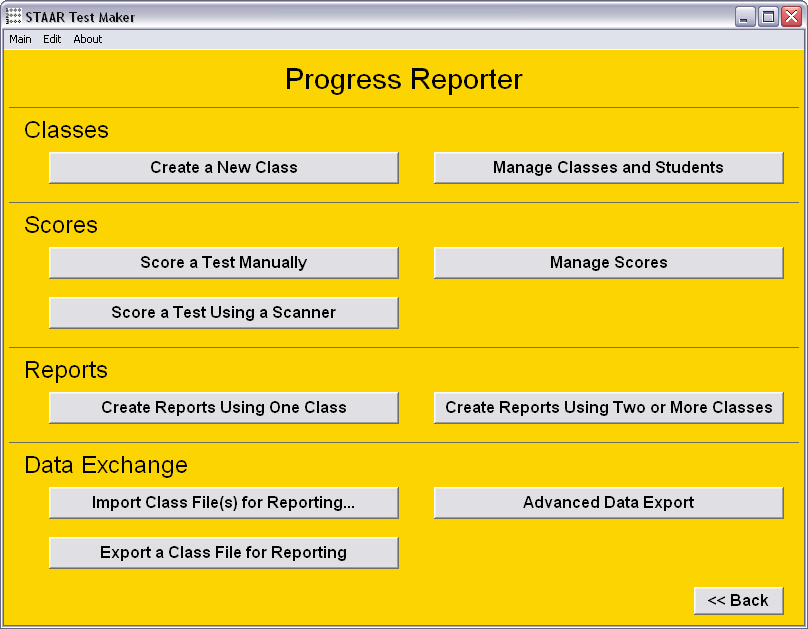 STAAR Test Maker
Main Edit About
Progress Reporter
Classes
Create a New Class
Manage Classes and Students
Scores
Score a Test Manually
Manage Scores
Score a Test Using a Scanner
Reports
Create Reports Using One Class
Create Reports Using Two or More Classes
Data Exchange
Import Class File(s) for Reporting...
Advanced Data Export
Export a Class File for Reporting
<< Back